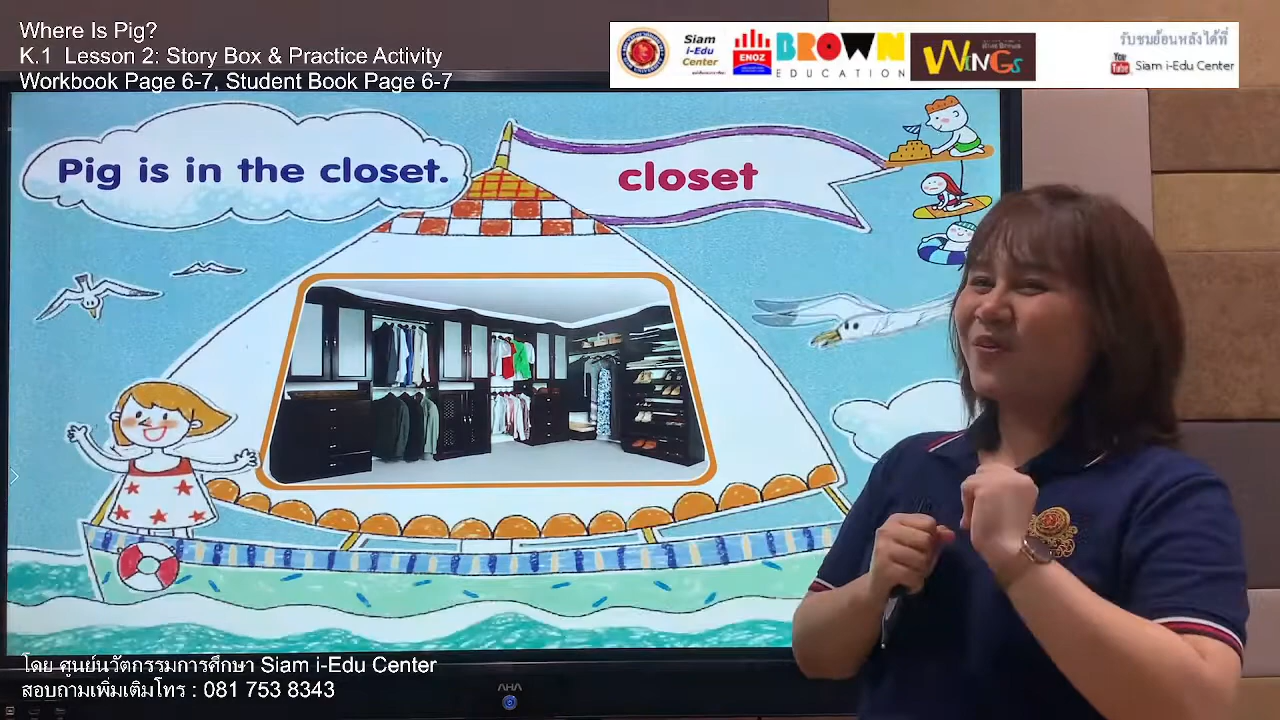 Where Is Pig?
K.1 Lesson 2: Story Box & Practice Activity
Workbook Page 6-7, Student Book Page 6-7
Siam
i-Edu
Center
ENOZ
BROWN
EDUCATION
WiNGs
รับชมย้อนหลังได้ที่
You Tube Siam i-Edu Center
Pig is in the closet.
closet
โดย ศูนย์นวัตกรรมการศึกษา Siam i-Edu Center
สอบถามเพิ่มเติมโทร : 081 753 8343